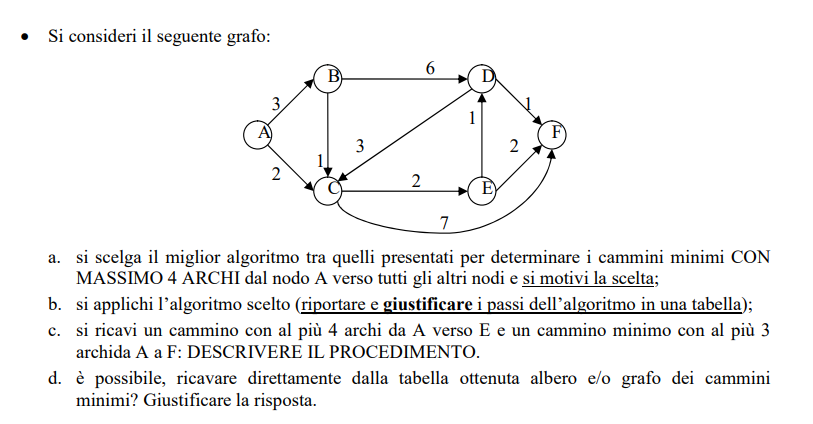 • Si consideri il seguente grafo:
6
B
D
3
1
A
1
F
3
2
1
2
2
C
E
7
a. si scelga il miglior algoritmo tra quelli presentati per determinare i cammini minimi CON
MASSIMO 4 ARCHI dal nodo A verso tutti gli altri nodi e si motivi la scelta;
b. si applichi l’algoritmo scelto (riportare e giustificare i passi dell’algoritmo in una tabella);
c. si ricavi un cammino con al più 4 archi da A verso E e un cammino minimo con al più 3
archida A a F: DESCRIVERE IL PROCEDIMENTO.
d. è possibile, ricavare direttamente dalla tabella ottenuta albero e/o grafo dei cammini
minimi? Giustificare la risposta.